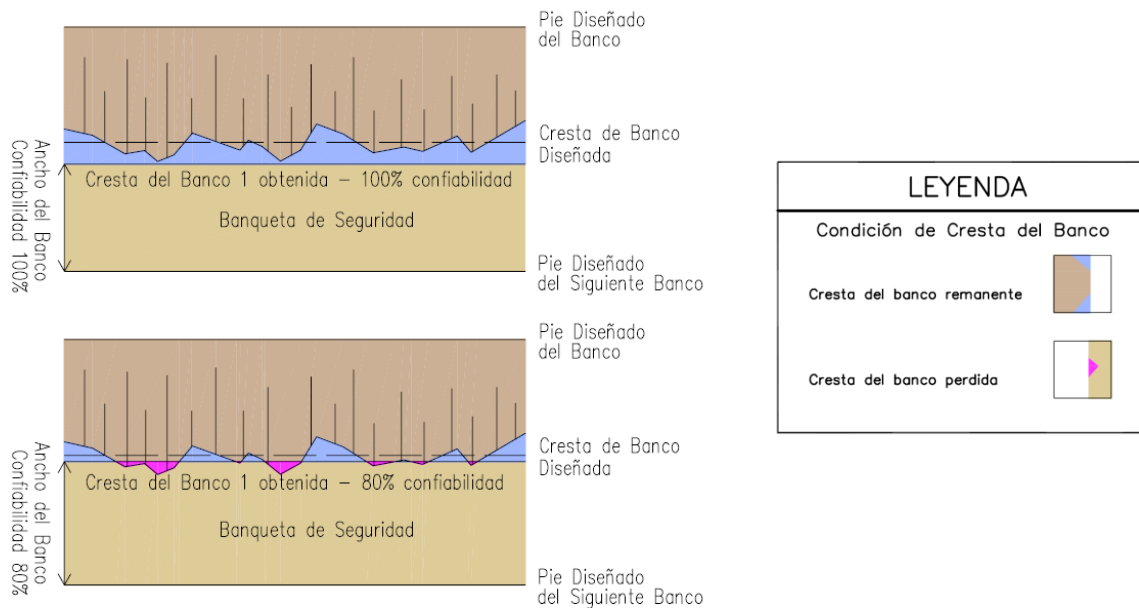 Pie Diseñado
del Banco
Cresta de Banco
Diseñada
Ancho del Banco
Confiabilidad 100%
Cresta del Banco 1 obtenida – 100% confiabilidad
Banqueta de Seguridad
Pie Diseñado
del Siguiente Banco
Pie Diseñado
del Banco
Cresta de Banco
Diseñada
Ancho del Banco
Confiabilidad 80%
Cresta del Banco 1 obtenida – 80% confiabilidad
Banqueta de Seguridad
Pie Diseñado
del Siguiente Banco
LEYENDA
Condición de Cresta del Banco
Cresta del banco remanente
Cresta del banco perdida